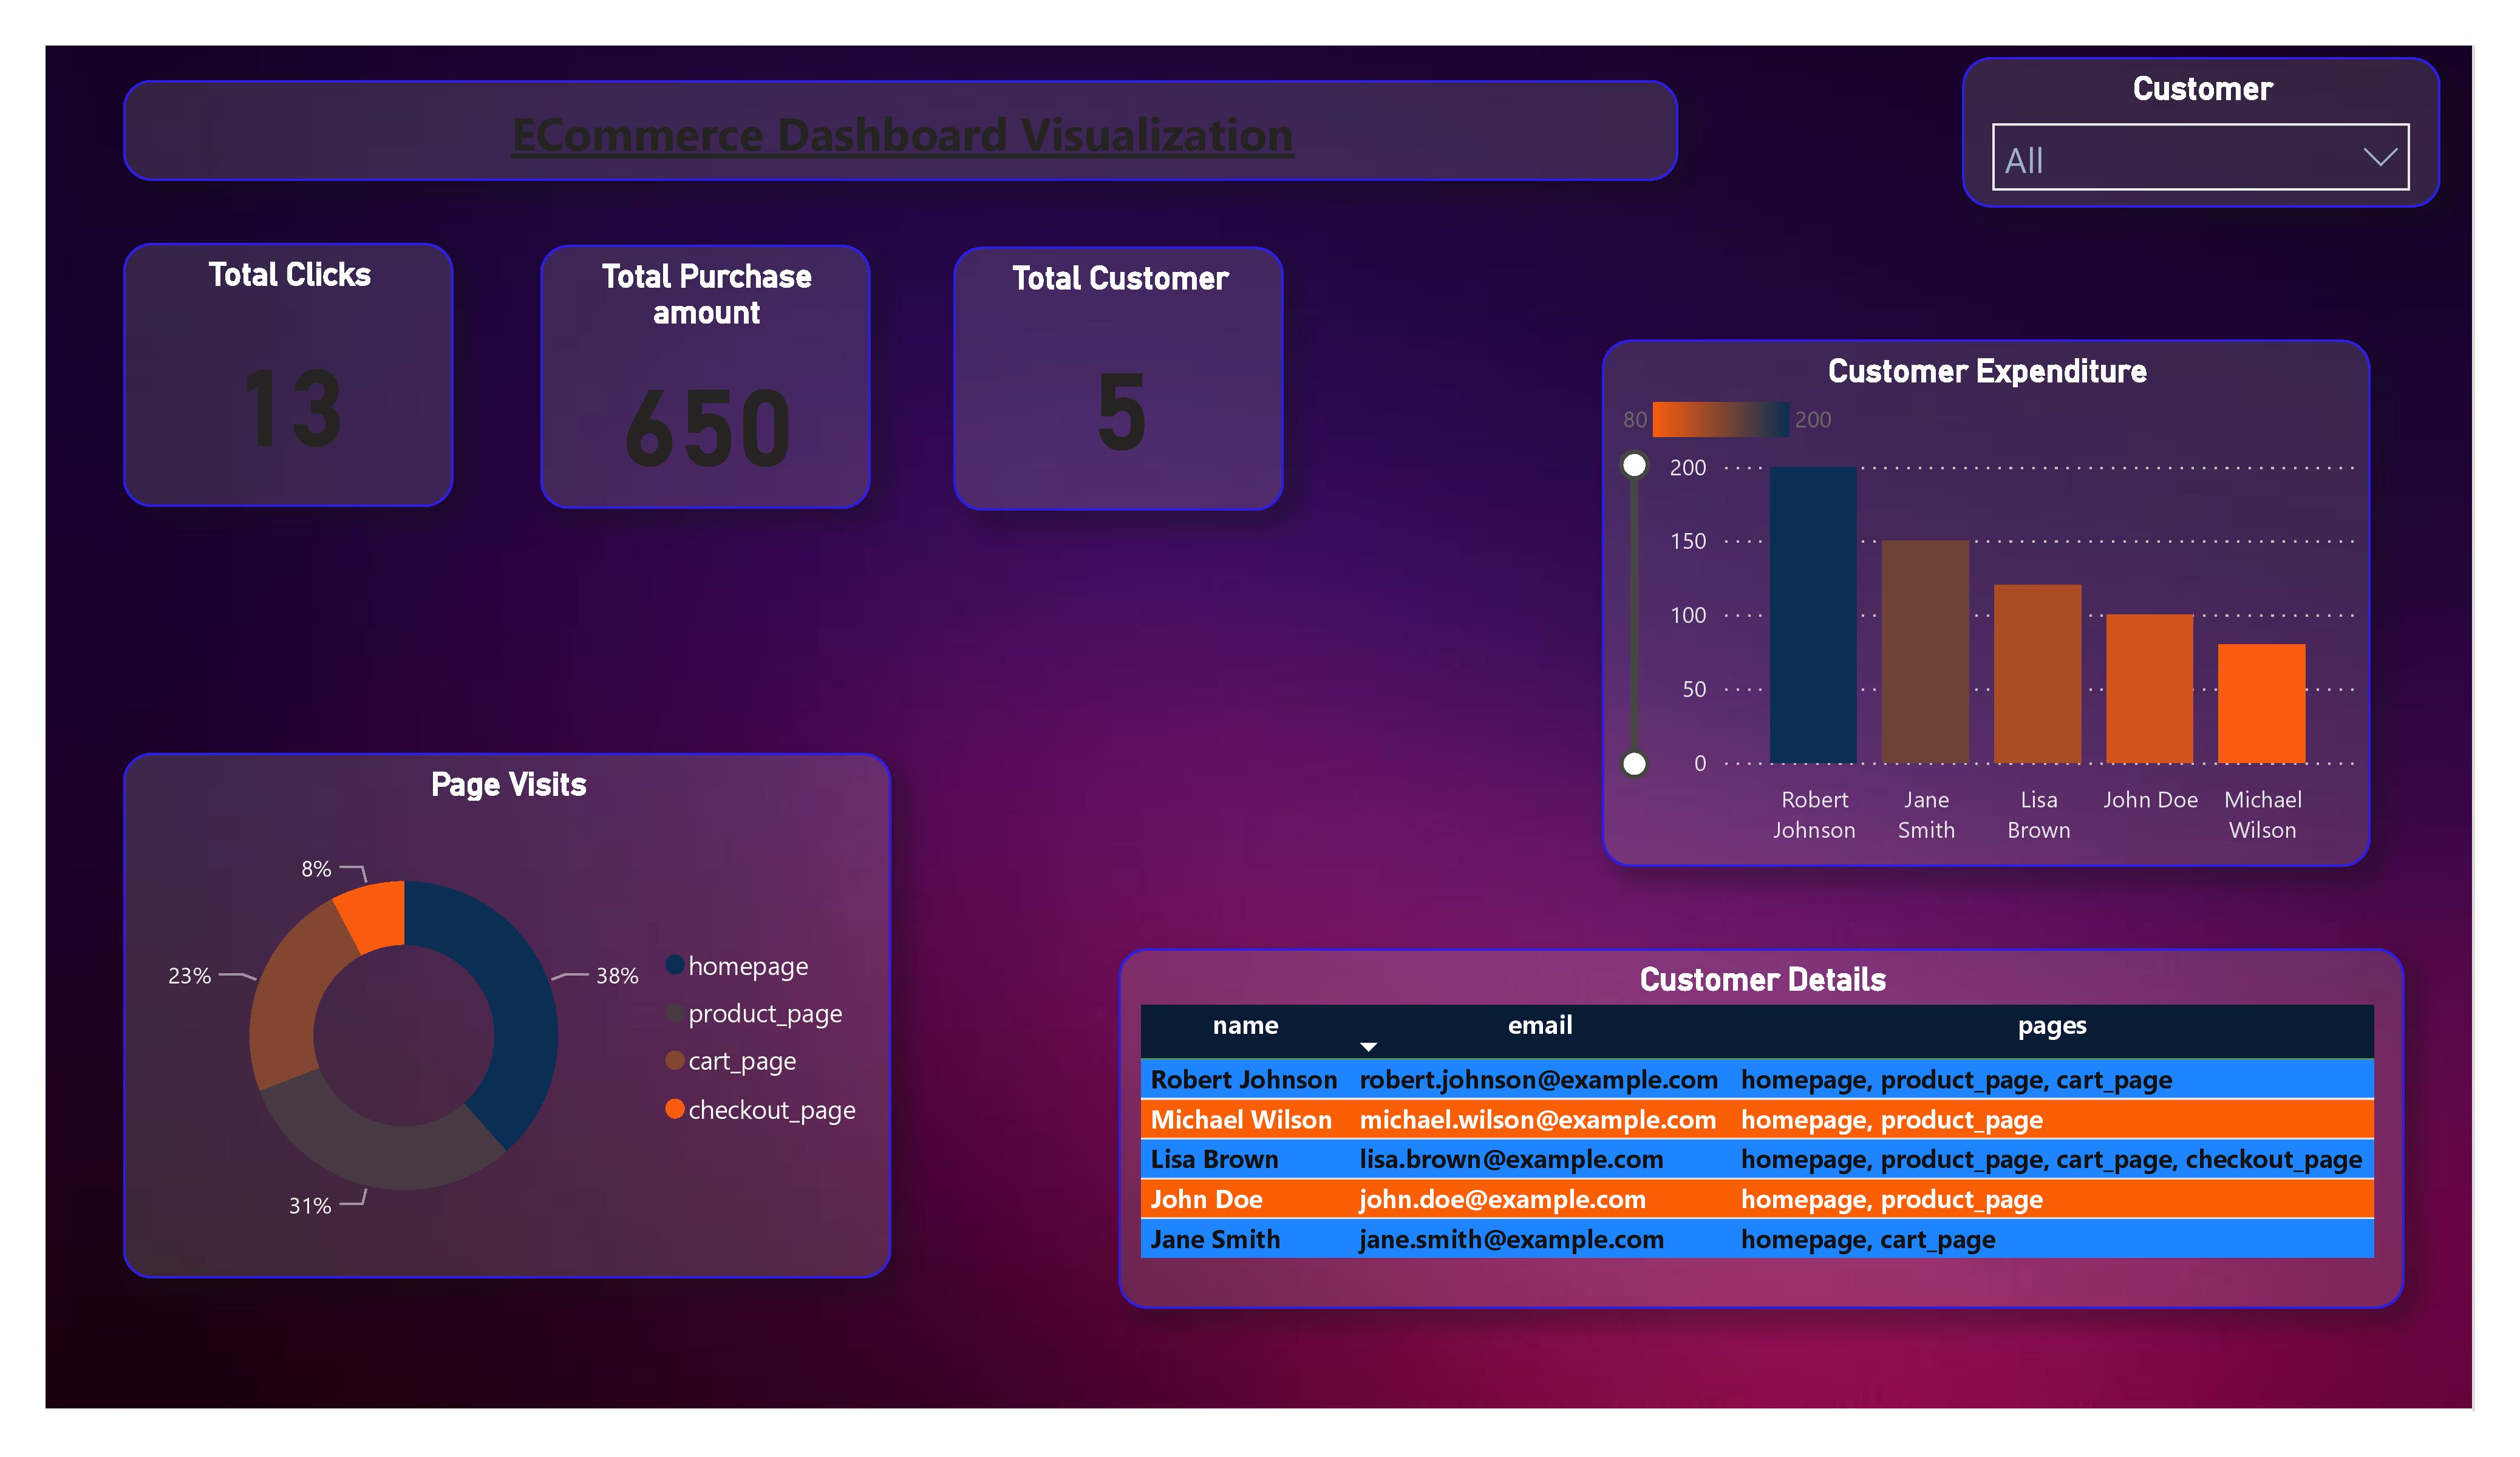 ECommerce Dashboard Visualization
Customer
All
Total Clicks
13
Total Purchase
amount
650
Total Customer
5
Customer Expenditure
80 200
200
150
100
50
0
Robert
Johnson
Jane
Smith
Lisa
Brown
John Doe
Michael
Wilson
Page Visits
8%
23%
38%
31%
homepage
product_page
cart_page
checkout_page
Customer Details
name email pages
Robert Johnson robert.johnson@example.com homepage, product_page, cart_page
Michael Wilson michael.wilson@example.com homepage, product_page
Lisa Brown lisa.brown@example.com homepage, product_page, cart_page, checkout_page
John Doe john.doe@example.com homepage, product_page
Jane Smith jane.smith@example.com homepage, cart_page